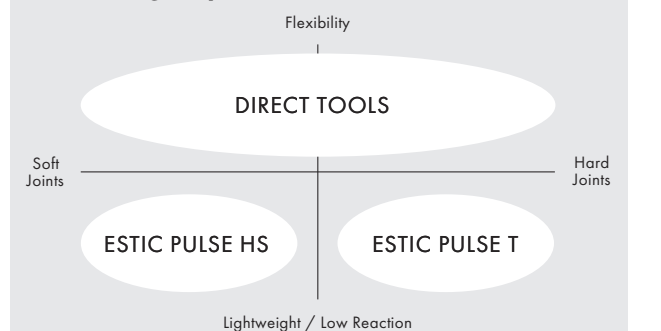 Flexibility
DIRECT TOOLS
Soft
Joints
Hard
Joints
ESTIC PULSE HS
ESTIC PULSE T
Lightweight / Low Reaction